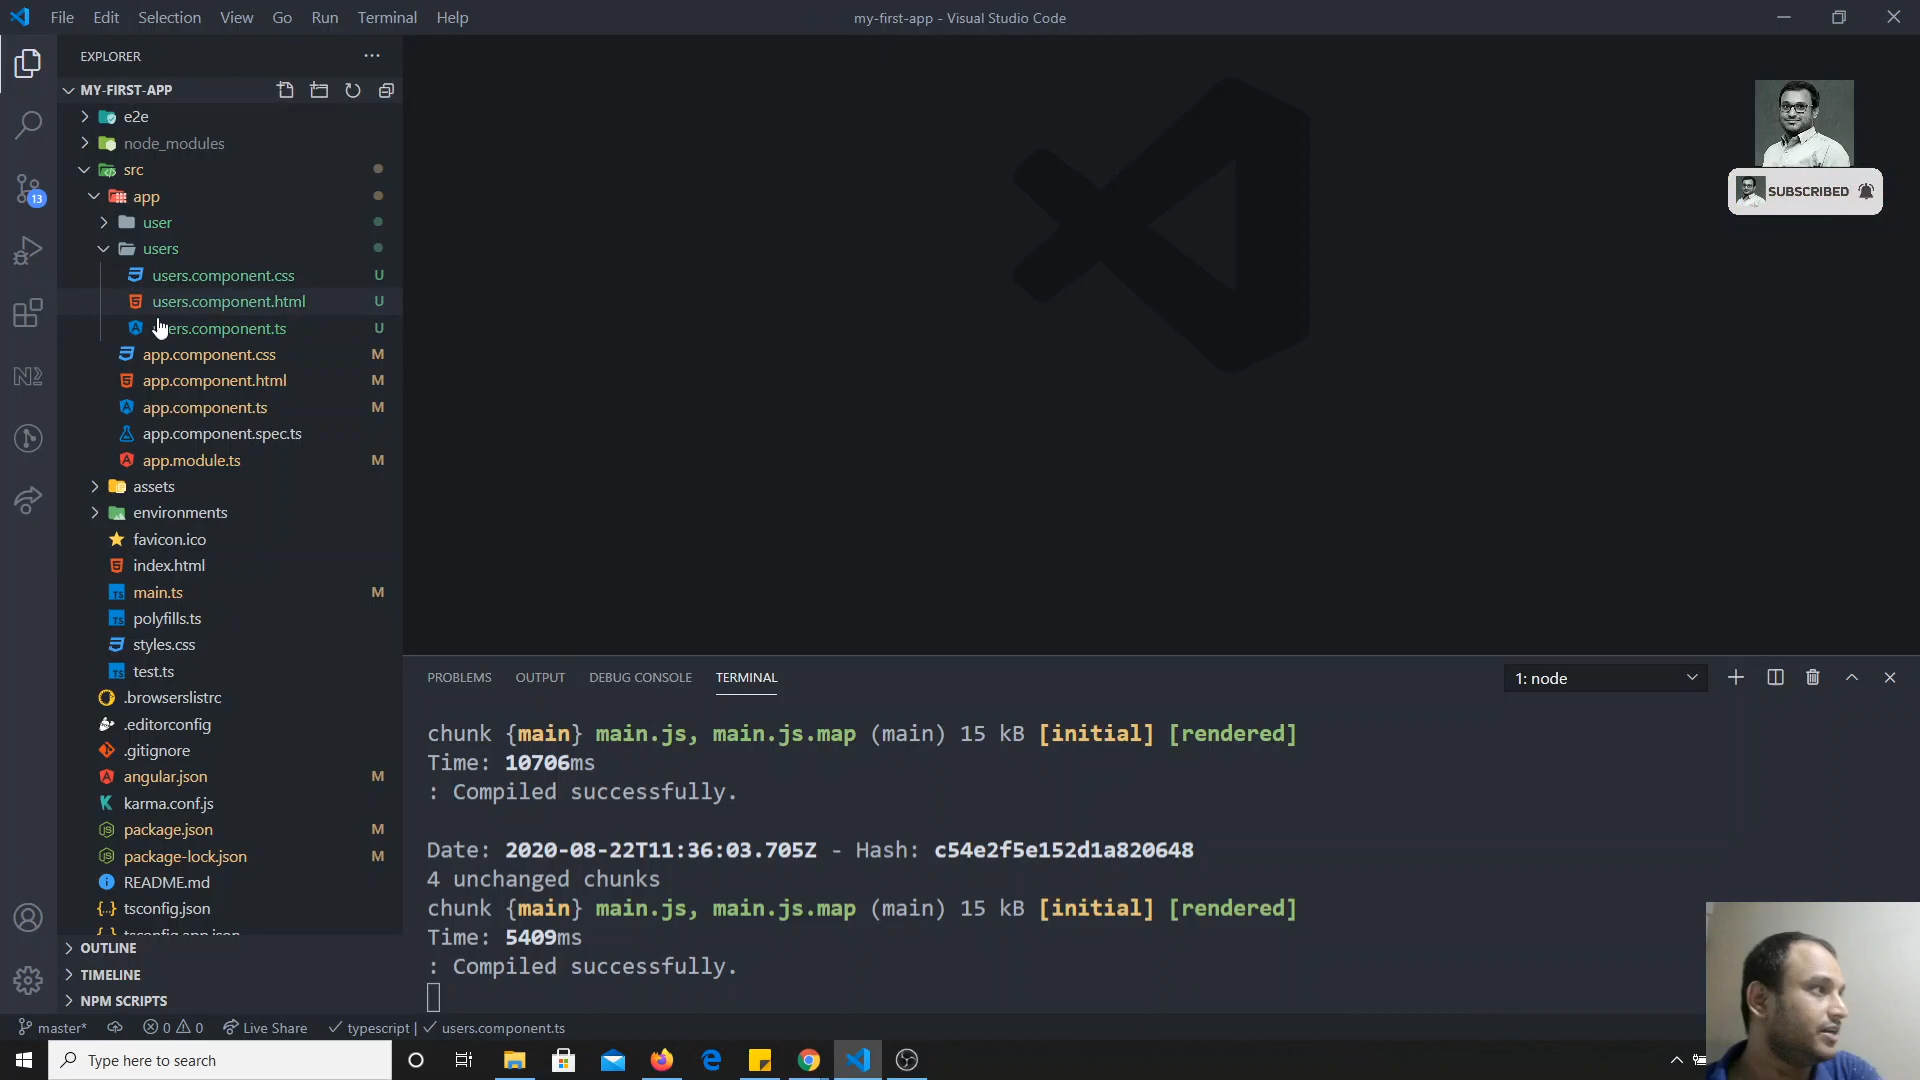 File Edit Selection View Go Run Terminal Help
my-first-app - Visual Studio Code
EXPLORER
MY-FIRST-APP
e2e
node_modules
src
app
user
users
users.component.css U
users.component.html U
users.component.ts U
app.component.css M
app.component.html M
app.component.ts M
app.component.spec.ts
app.module.ts M
assets
environments
favicon.ico
index.html
main.ts M
polyfills.ts
styles.css
test.ts
.browserslistrc
.editorconfig
.gitignore
angular.json M
karma.conf.js
package.json M
package-lock.json M
README.md
tsconfig.json
tsconfig.app.json
OUTLINE
TIMELINE
NPM SCRIPTS
13
SUBSCRIBED
PROBLEMS OUTPUT DEBUG CONSOLE TERMINAL
1: node
chunk {main} main.js, main.js.map (main) 15 kB [initial] [rendered]
Time: 10706ms
: Compiled successfully.
Date: 2020-08-22T11:36:03.705Z - Hash: c54e2f5e152d1a820648
4 unchanged chunks
chunk {main} main.js, main.js.map (main) 15 kB [initial] [rendered]
Time: 5409ms
: Compiled successfully.
master* 0 0 Live Share typescript | users.component.ts
Type here to search